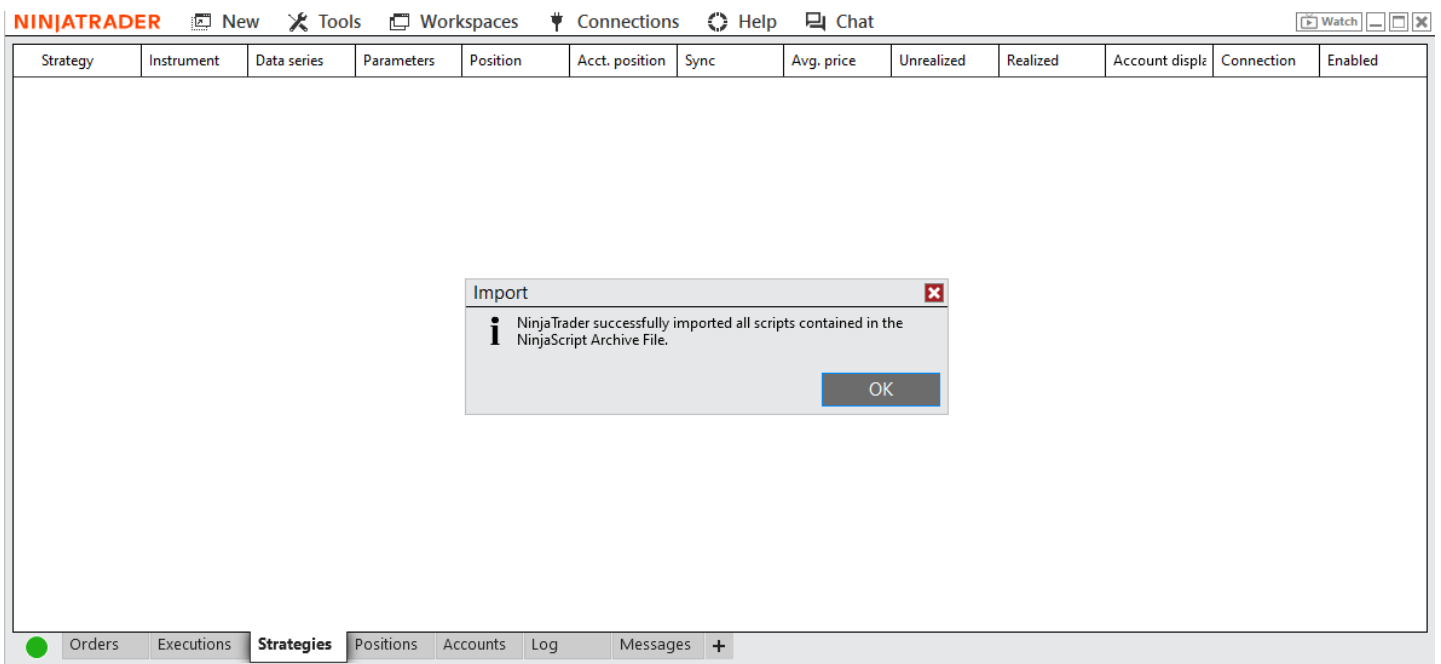 NINJATRADER New Tools Workspaces Connections Help Chat Watch
Strategy Instrument Data series Parameters Position Acct. position Sync Avg. price Unrealized Realized Account displa Connection Enabled
Import
i NinjaTrader successfully imported all scripts contained in the
NinjaScript Archive File.
OK
Orders Executions Strategies Positions Accounts Log Messages +